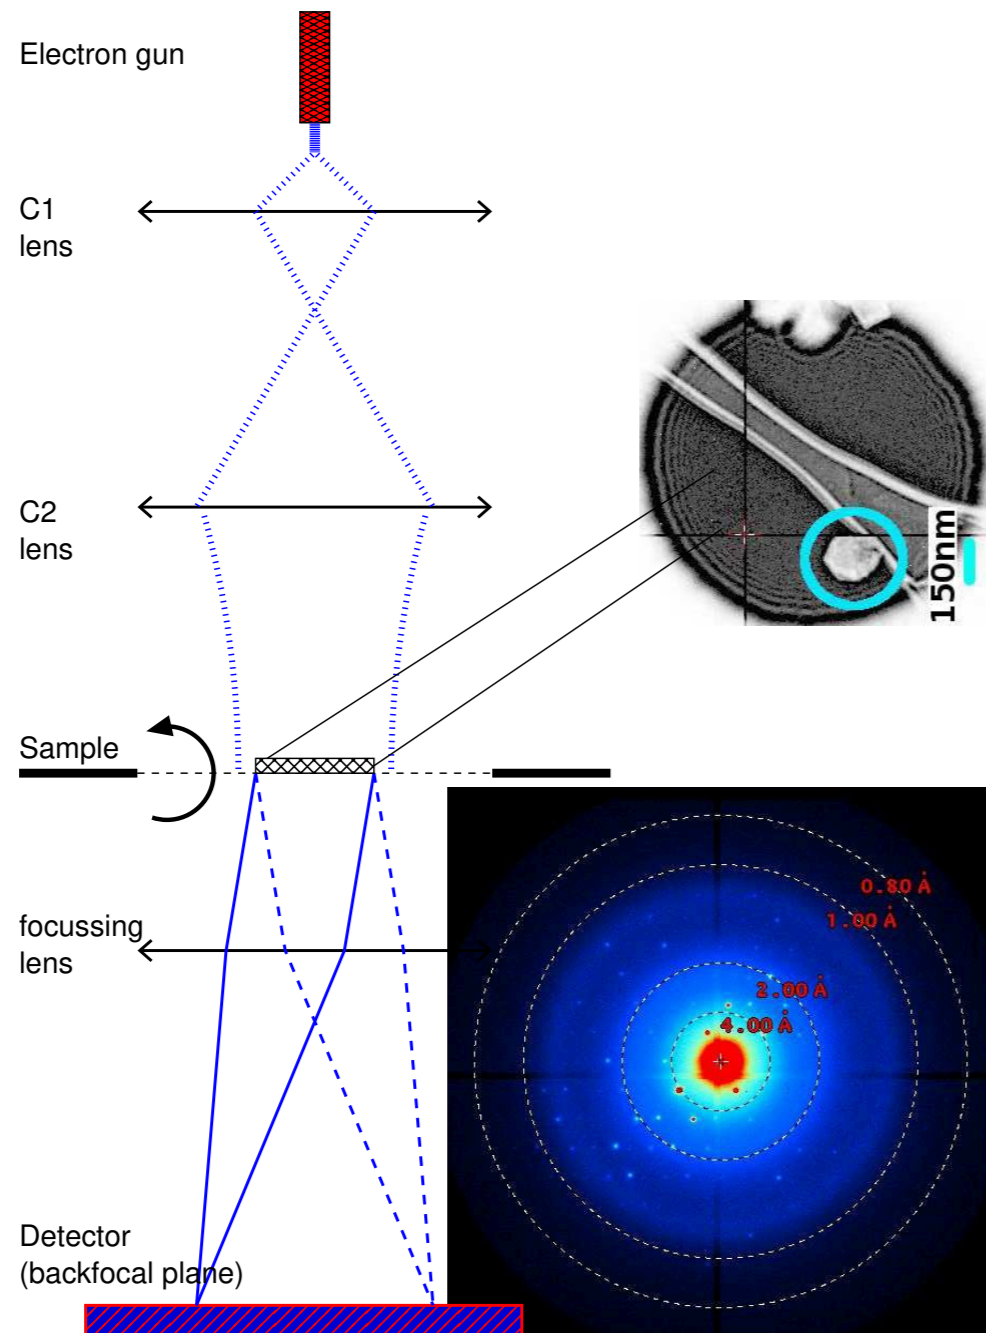 Electron gun
C1
lens
C2
lens
150nm
Sample
focussing
lens
0.80 Å
1.00 Å
2.00 Å
4.00 Å
Detector
(backfocal plane)